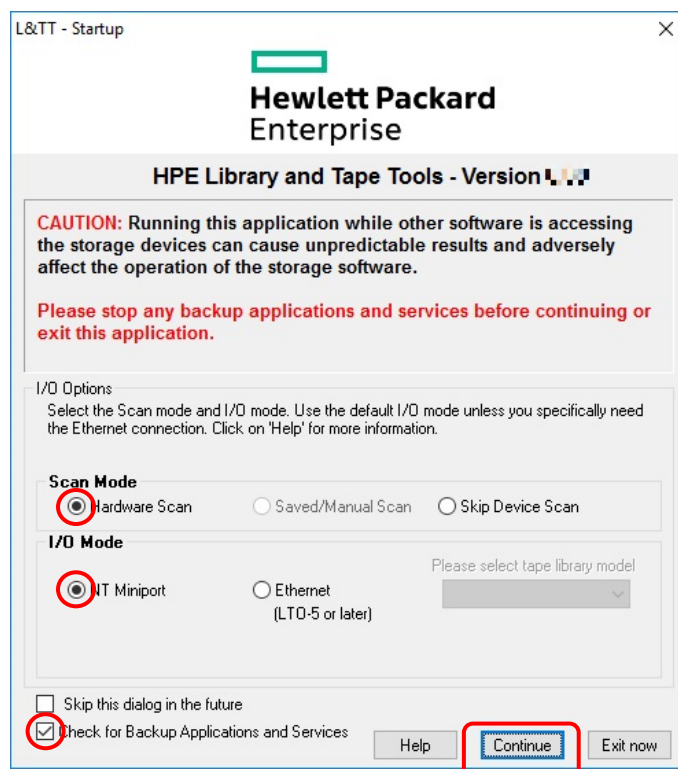 L&TT - Startup
Hewlett Packard
Enterprise
HPE Library and Tape Tools - Version
CAUTION: Running this application while other software is accessing
the storage devices can cause unpredictable results and adversely
affect the operation of the storage software.
Please stop any backup applications and services before continuing or
exit this application.
I/O Options
Select the Scan mode and I/O mode. Use the default I/O mode unless you specifically need
the Ethernet connection. Click on 'Help' for more information.
Scan Mode
Hardware Scan Saved/Manual Scan Skip Device Scan
I/O Mode
Please select tape library model
NT Miniport Ethernet
(LTO-5 or later)
Skip this dialog in the future
Check for Backup Applications and Services
Help Continue Exit now